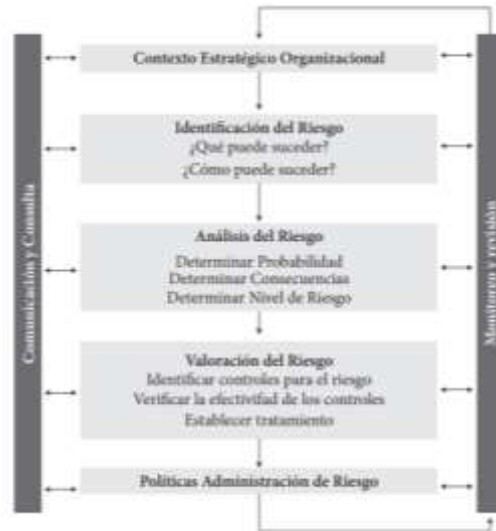 Contexto Estratégico Organizacional
Identificación del Riesgo
¿Qué puede suceder?
¿Cómo puede suceder?
Análisis del Riesgo
Determinar Probabilidad
Determinar Consecuencias
Determinar Nivel de Riesgo
Valoración del Riesgo
Identificar controles para el riesgo
Verificar la efectivifad de los controles
Establecer tratamiento
Políticas Administración de Riesgo
Comunicación y Consulta
Monitoreo y revisión